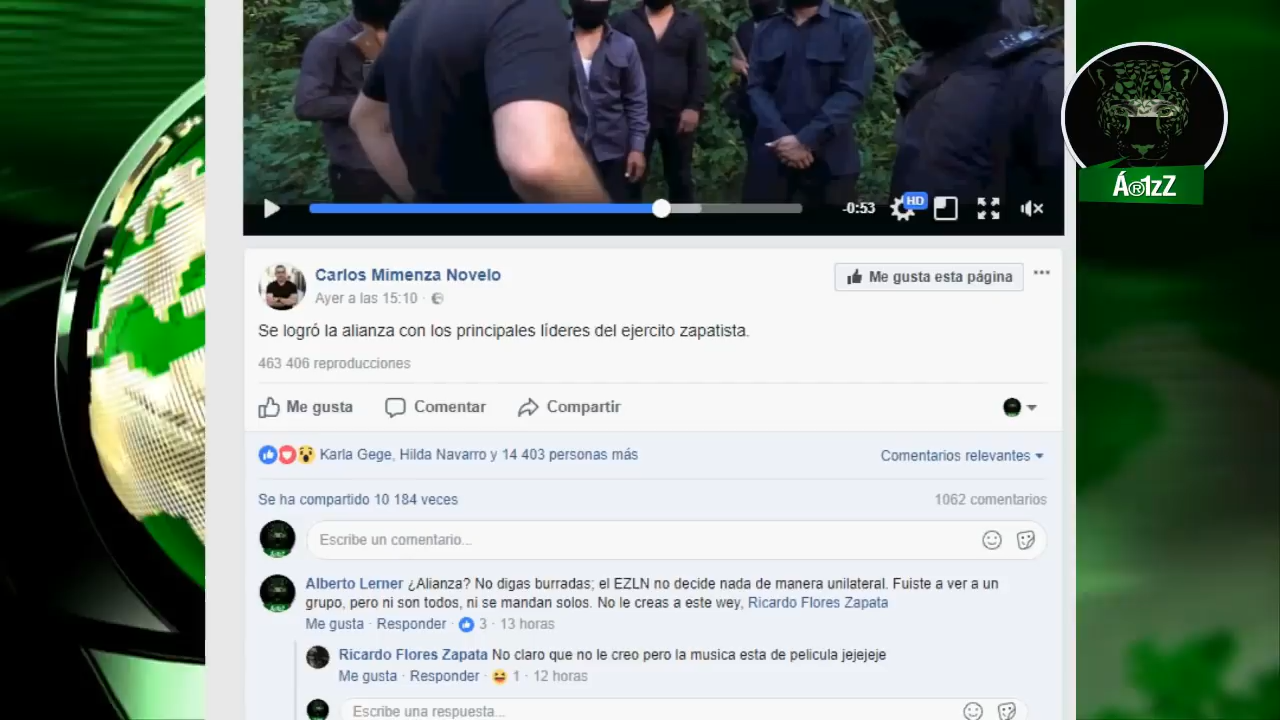 -0:53
HD
Á®1zZ
Carlos Mimenza Novelo
Me gusta esta página
Ayer a las 15:10 ·
Se logró la alianza con los principales líderes del ejercito zapatista.
463 406 reproducciones
Me gusta Comentar Compartir
Karla Gege, Hilda Navarro y 14 403 personas más
Comentarios relevantes
Se ha compartido 10 184 veces
1062 comentarios
Escribe un comentario...
Alberto Lerner ¿Alianza? No digas burradas; el EZLN no decide nada de manera unilateral. Fuiste a ver a un
grupo, pero ni son todos, ni se mandan solos. No le creas a este wey, Ricardo Flores Zapata
Me gusta · Responder · 3 · 13 horas
Ricardo Flores Zapata No claro que no le creo pero la musica esta de pelicula jejejeje
Me gusta · Responder · 1 · 12 horas
Escribe una respuesta...